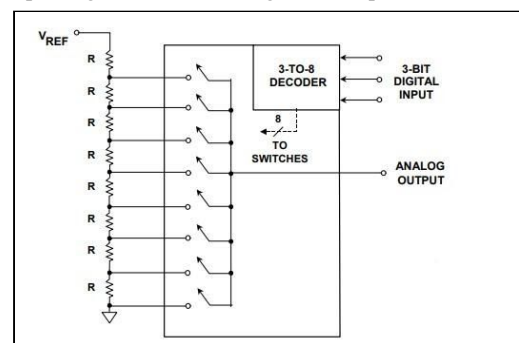 VREF
R
R
R
R
R
R
R
R
3-TO-8
DECODER
3-BIT
DIGITAL
INPUT
8
TO
SWITCHES
ANALOG
OUTPUT